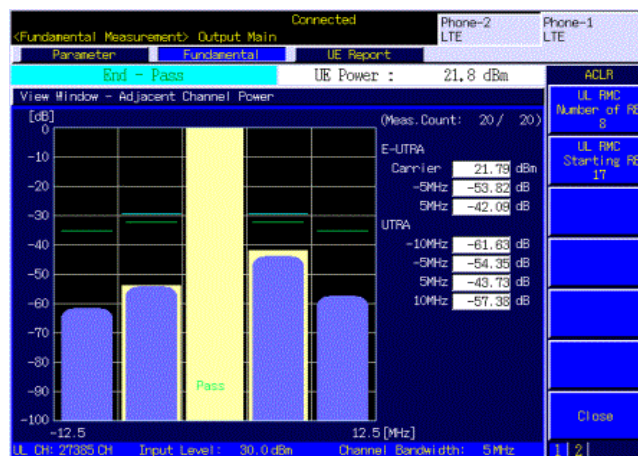 Connected
Phone-2
LTE
Phone-1
LTE
<Fundamental Measurement> Output Main
Parameter
Fundamental
UE Report
End - Pass
UE Power : 21.8 dBm
ACLR
View Window - Adjacent Channel Power
UL RMC
Number of RB
8
[dB]
(Meas.Count: 20/ 20)
0
-10
-20
-30
-40
-50
-60
-70
-80
-90
-100
E-UTRA
Carrier 21.79 dBm
-5MHz -53.82 dB
5MHz -42.09 dB
UTRA
-10MHz -61.63 dB
-5MHz -54.35 dB
5MHz -43.73 dB
10MHz -57.38 dB
UL RMC
Starting RB
17
Pass
-12.5
12.5[MHz]
Close
UL CH: 27385 CH Input Level: 30.0 dBm Channel Bandwidth: 5 MHz
1 2